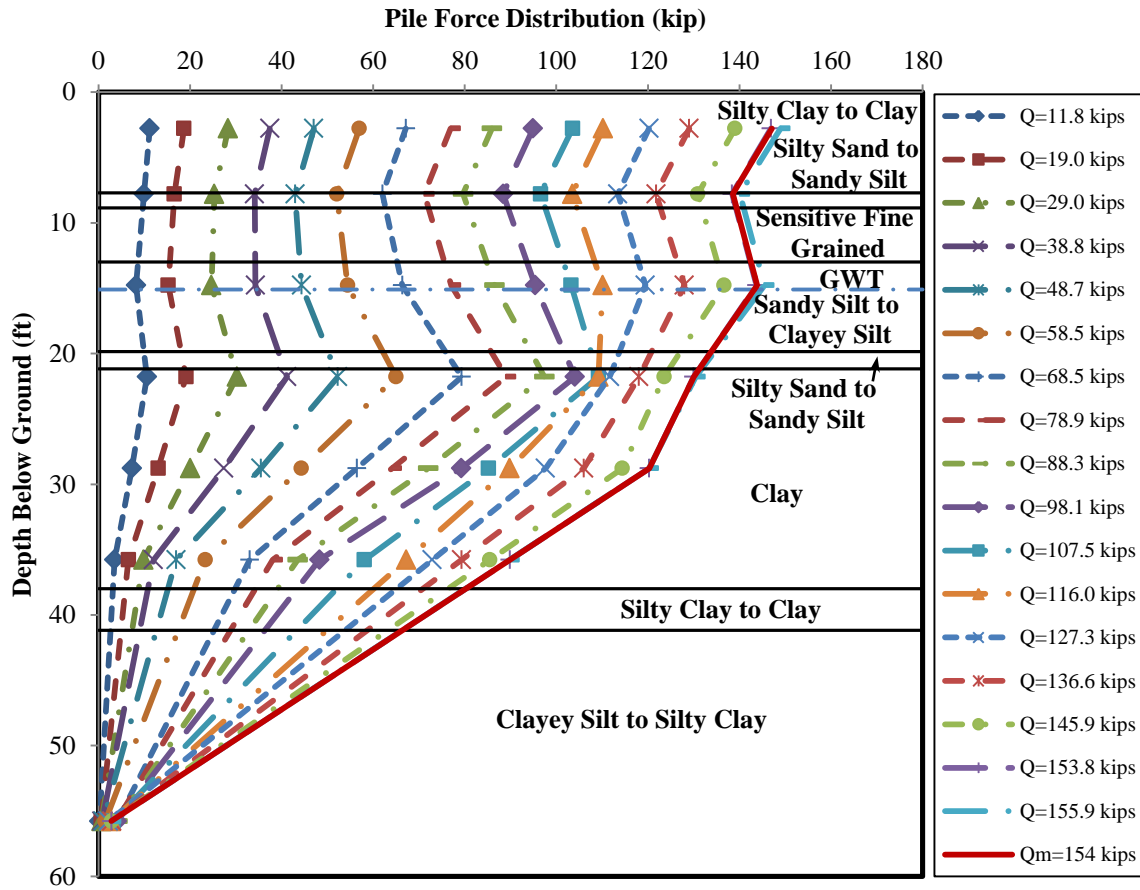 Pile Force Distribution (kip)
0 20 40 60 80 100 120 140 160 180
Depth Below Ground (ft)
0
10
20
30
40
50
60
Silty Clay to Clay
Silty Sand to
Sandy Silt
Sensitive Fine
Grained
GWT
Sandy Silt to
Clayey Silt
Silty Sand to
Sandy Silt
Clay
Silty Clay to Clay
Clayey Silt to Silty Clay
Q=11.8 kips
Q=19.0 kips
Q=29.0 kips
Q=38.8 kips
Q=48.7 kips
Q=58.5 kips
Q=68.5 kips
Q=78.9 kips
Q=88.3 kips
Q=98.1 kips
Q=107.5 kips
Q=116.0 kips
Q=127.3 kips
Q=136.6 kips
Q=145.9 kips
Q=153.8 kips
Q=155.9 kips
Qm=154 kips